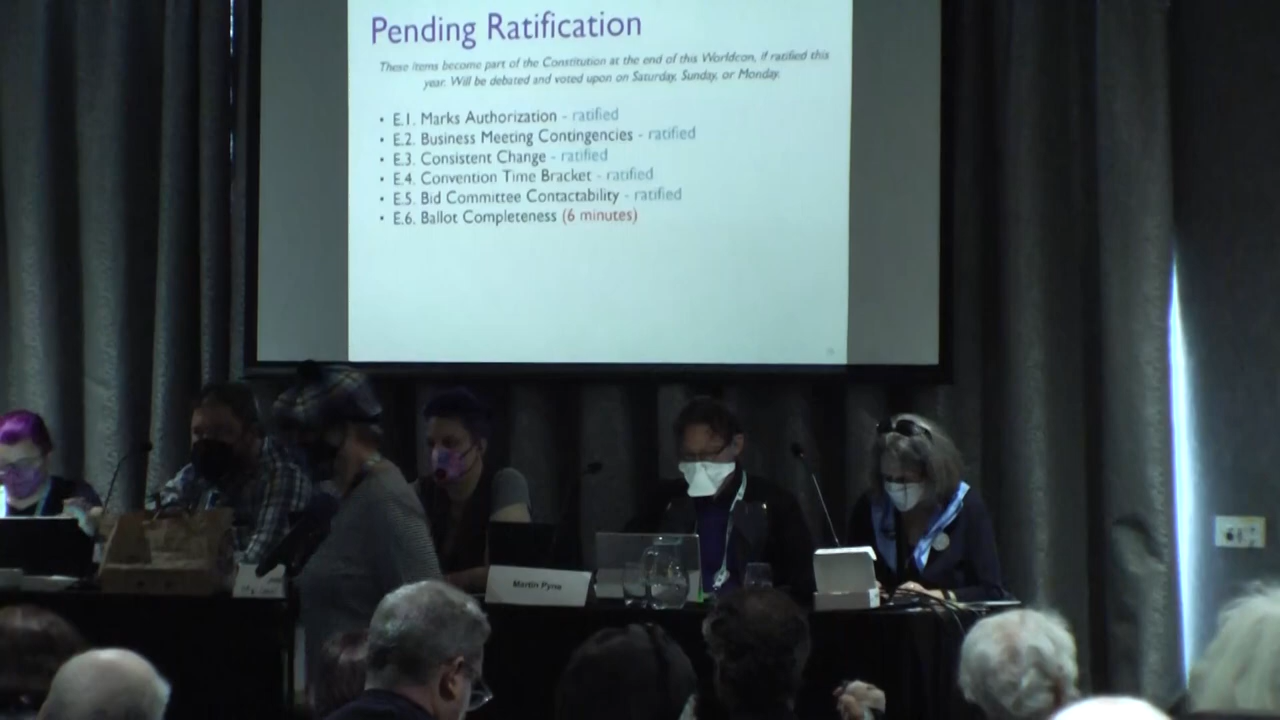 Pending Ratification
These items become part of the Constitution at the end of this Worldcon, if ratified this
year. Will be debated and voted upon on Saturday, Sunday, or Monday.
• E.1. Marks Authorization - ratified
• E.2. Business Meeting Contingencies - ratified
• E.3. Consistent Change - ratified
• E.4. Convention Time Bracket - ratified
• E.5. Bid Committee Contactability - ratified
• E.6. Ballot Completeness (6 minutes)
Martin Pyne